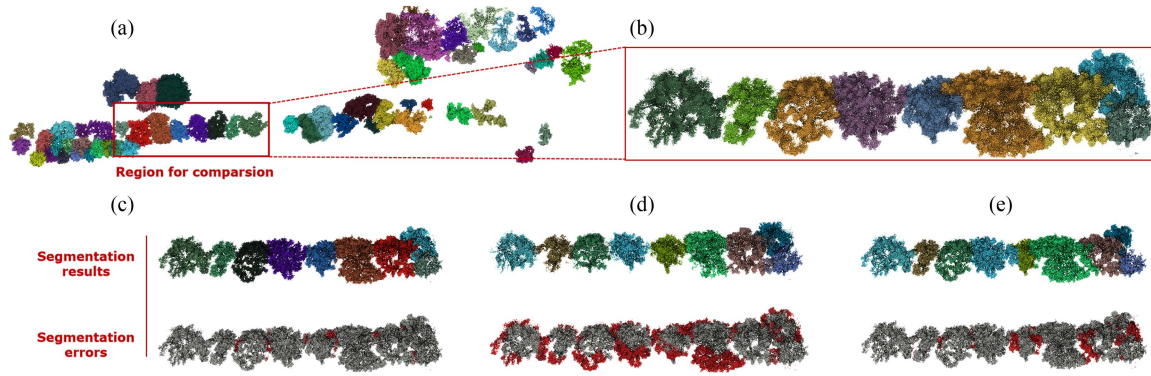 (a)
(b)
Region for comparsion
(c)
(d)
(e)
Segmentation
results
Segmentation
errors